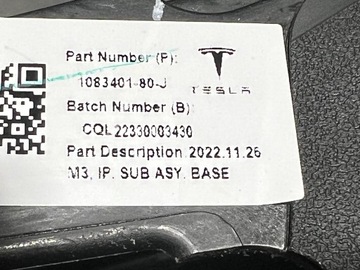 Part Number (P):
1083401-80-J
TESLA
Batch Number (B):
CQL22330003430
Part Description 2022.11.26
M3, IP. SUB ASY. BASE